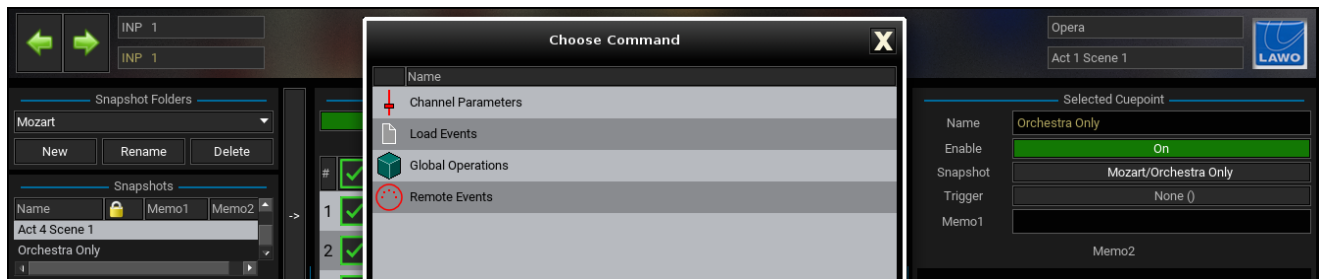 INP 1
INP 1
Choose Command
X
Opera
Act 1 Scene 1
LAWO
Snapshot Folders
Mozart
New Rename Delete
Snapshots
Name Memo1 Memo2
Act 4 Scene 1
Orchestra Only
->
#
1
2
Name
Channel Parameters
Load Events
Global Operations
Remote Events
Selected Cuepoint
Name Orchestra Only
Enable On
Snapshot Mozart/Orchestra Only
Trigger None ()
Memo1
Memo2